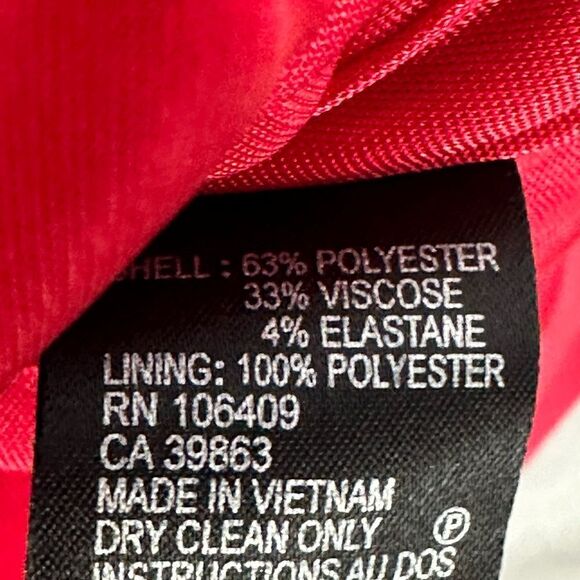 SHELL : 63% POLYESTER
33% VISCOSE
4% ELASTANE
LINING: 100% POLYESTER
RN 106409
CA 39863
MADE IN VIETNAM
DRY CLEAN ONLY Ⓟ
INSTRUCTIONS AU DOS